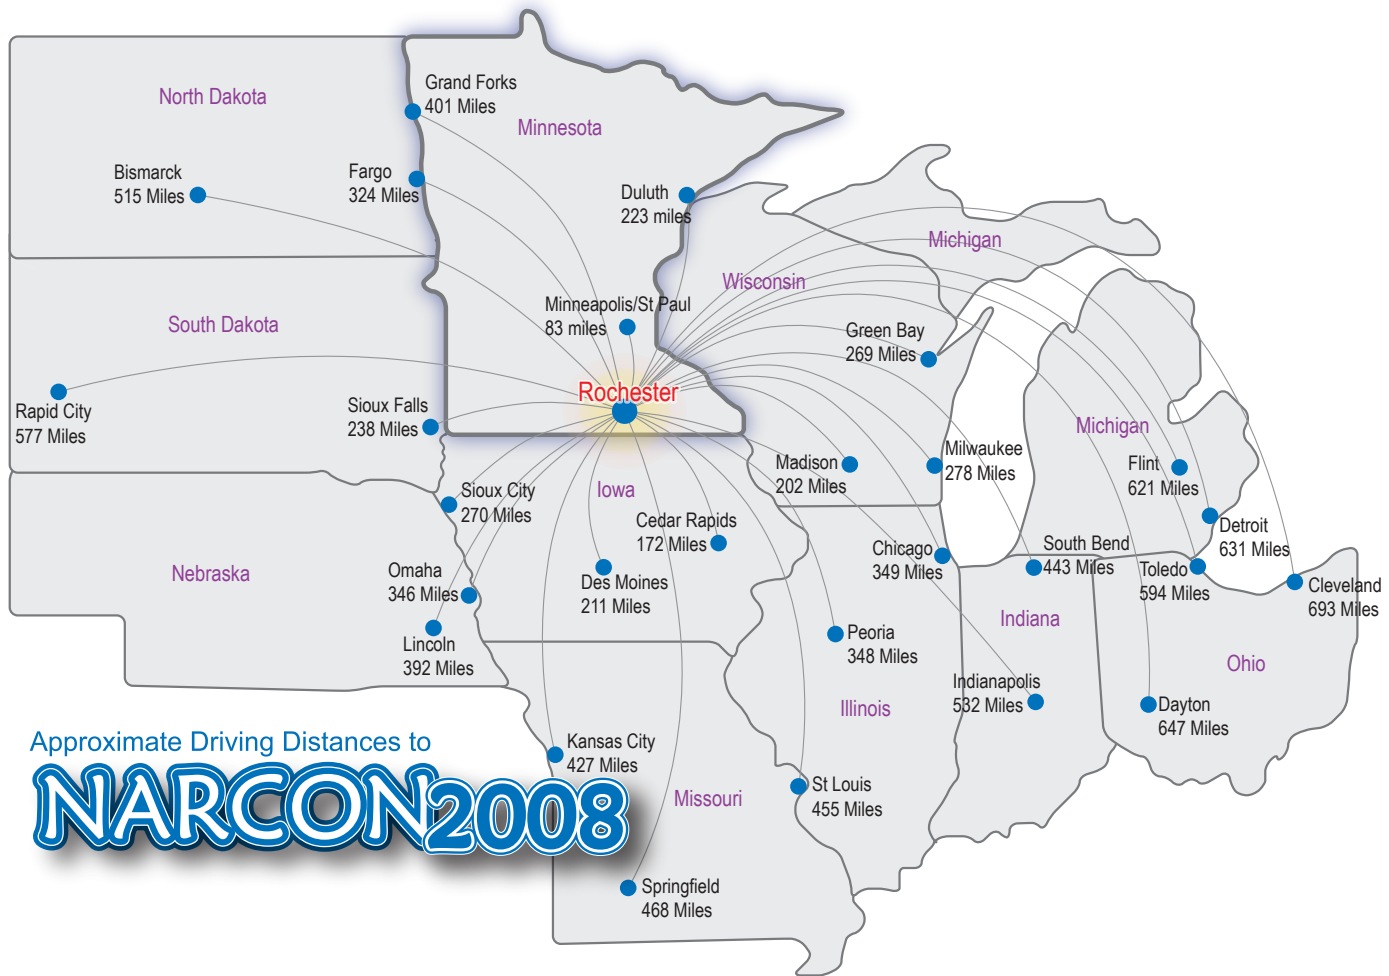 Grand Forks
401 Miles
North Dakota
Minnesota
Bismarck
515 Miles
Fargo
324 Miles
Duluth
223 miles
Michigan
Wisconsin
South Dakota
Minneapolis/St Paul
83 miles
Green Bay
269 Miles
Rochester
Rapid City
577 Miles
Sioux Falls
238 Miles
Michigan
Madison
202 Miles
Milwaukee
278 Miles
Flint
621 Miles
Sioux City
270 Miles
Iowa
Cedar Rapids
172 Miles
Detroit
631 Miles
Chicago
349 Miles
South Bend
443 Miles
Nebraska
Omaha
346 Miles
Des Moines
211 Miles
Toledo
594 Miles
Cleveland
693 Miles
Indiana
Lincoln
392 Miles
Peoria
348 Miles
Ohio
Indianapolis
532 Miles
Illinois
Dayton
647 Miles
Approximate Driving Distances to
NARCON2008
Kansas City
427 Miles
Missouri
St Louis
455 Miles
Springfield
468 Miles